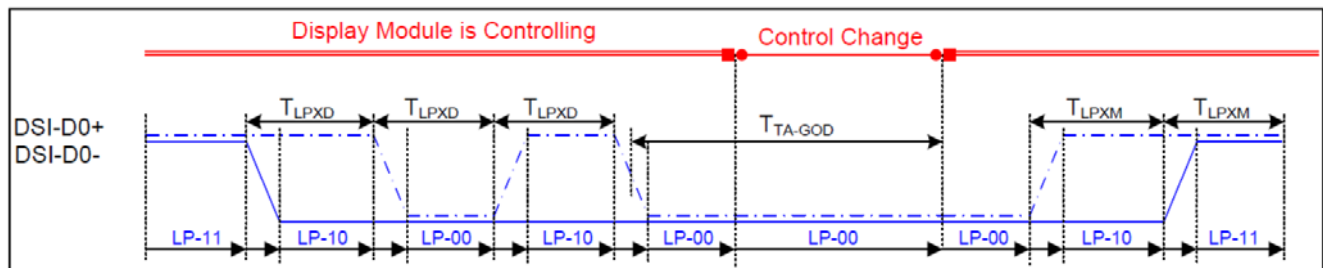 Display Module is Controlling Control Change
TLPXD TLPXD TLPXD TTA-GOD TLPXM TLPXM
DSI-D0+
DSI-D0-
LP-11 LP-10 LP-00 LP-10 LP-00 LP-00 LP-00 LP-10 LP-11